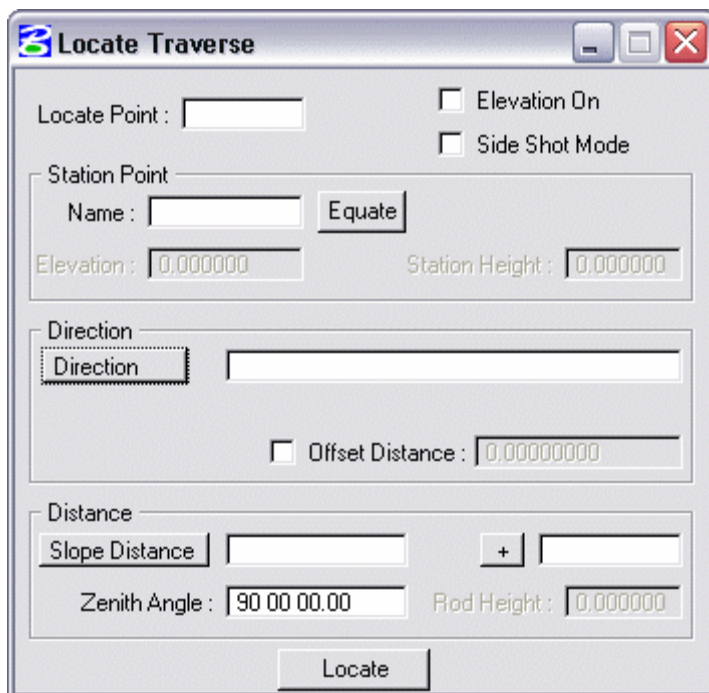 Locate Traverse
Locate Point :
Elevation On
Side Shot Mode
Station Point
Name :
Equate
Elevation : 0.000000
Station Height : 0.000000
Direction
Direction
Offset Distance : 0.00000000
Distance
Slope Distance
+
Zenith Angle : 90 00 00.00
Rod Height : 0.000000
Locate